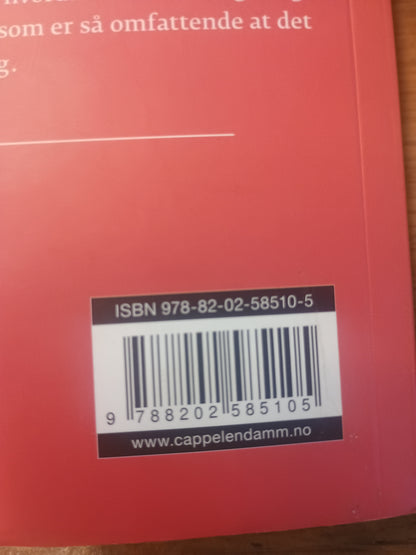 som er så omfattende at det
g.
ISBN 978-82-02-58510-5
9 788202 585105
www.cappelendamm.no